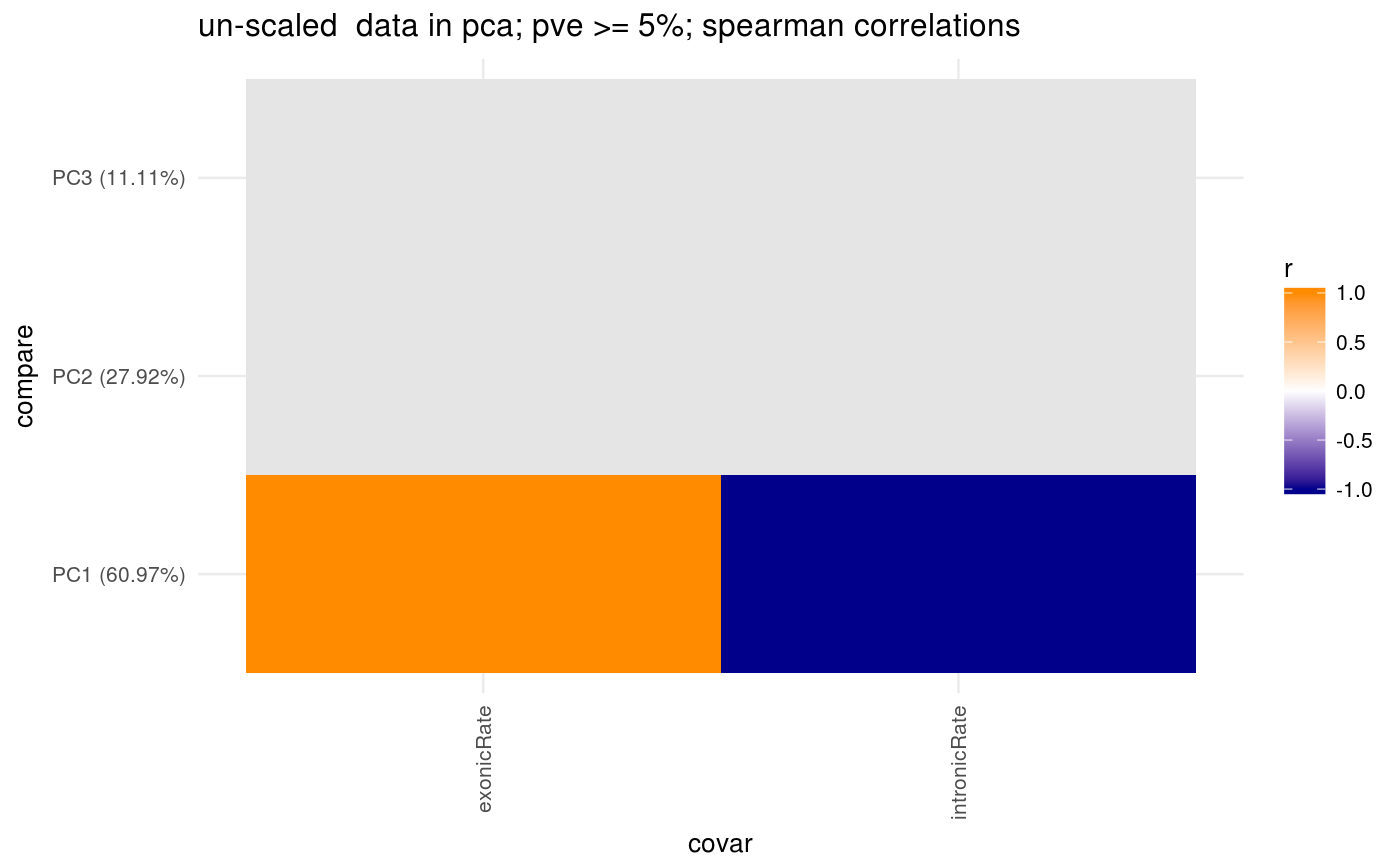 un-scaled  data in pca; pve >= 5%; spearman correlations
PC3 (11.11%)
PC2 (27.92%)
PC1 (60.97%)
compare
exonicRate
intronicRate
covar
r
1.0
0.5
0.0
-0.5
-1.0